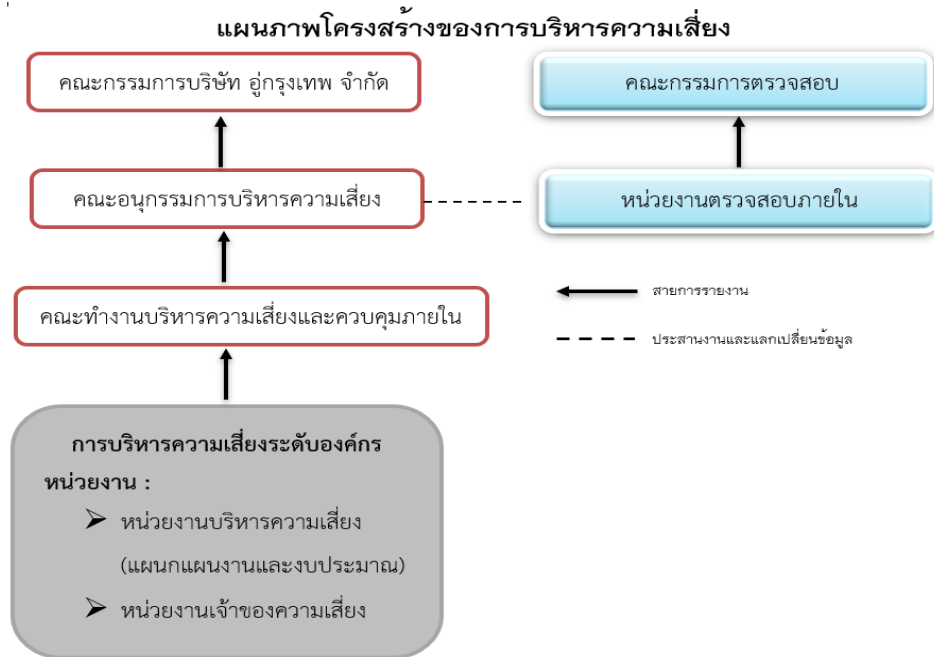 แผนภาพโครงสร้างของการบริหารความเสี่ยง
คณะกรรมการบริษัท อู่กรุงเทพ จำกัด
คณะกรรมการตรวจสอบ
คณะอนุกรรมการบริหารความเสี่ยง
หน่วยงานตรวจสอบภายใน
คณะทำงานบริหารความเสี่ยงและควบคุมภายใน
สายการรายงาน
ประสานงานและแลกเปลี่ยนข้อมูล
การบริหารความเสี่ยงระดับองค์กร
หน่วยงาน :
➢ หน่วยงานบริหารความเสี่ยง
(แผนกแผนงานและงบประมาณ)
➢ หน่วยงานเจ้าของความเสี่ยง